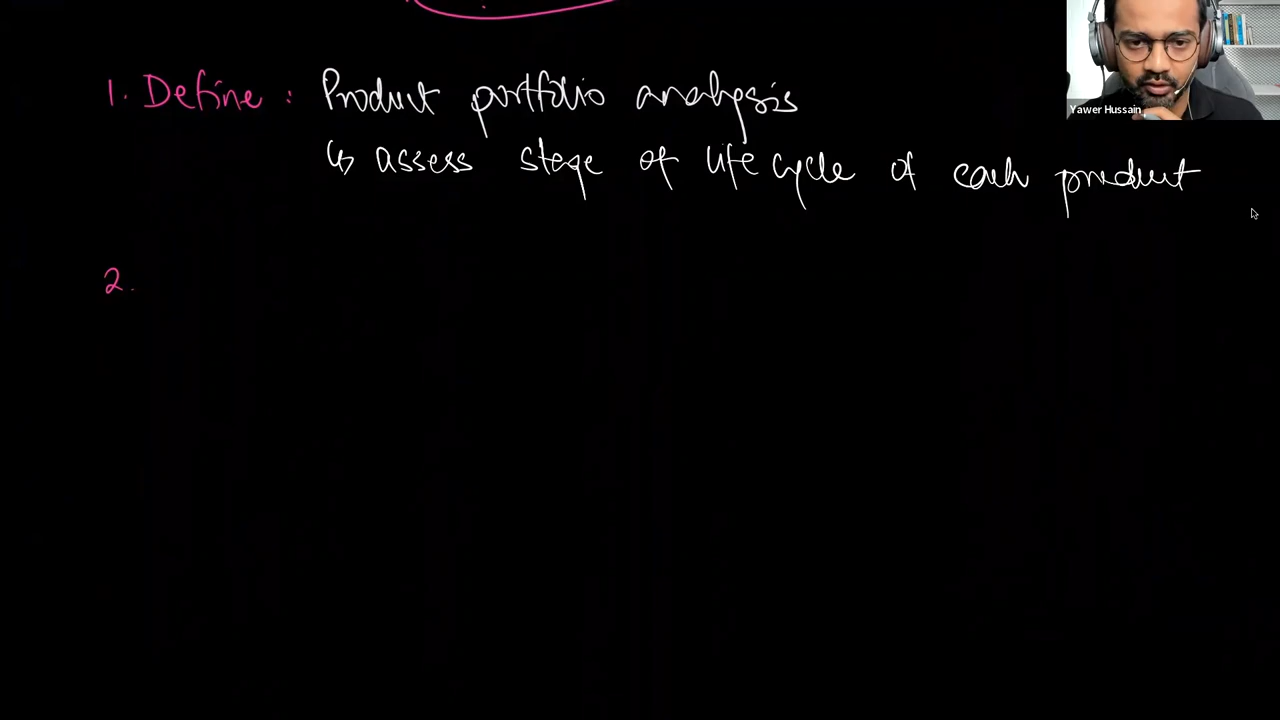 Yawer Hussain
1. Define : Product portfolio analysis
↳ assess stage of life cycle of each product
2.